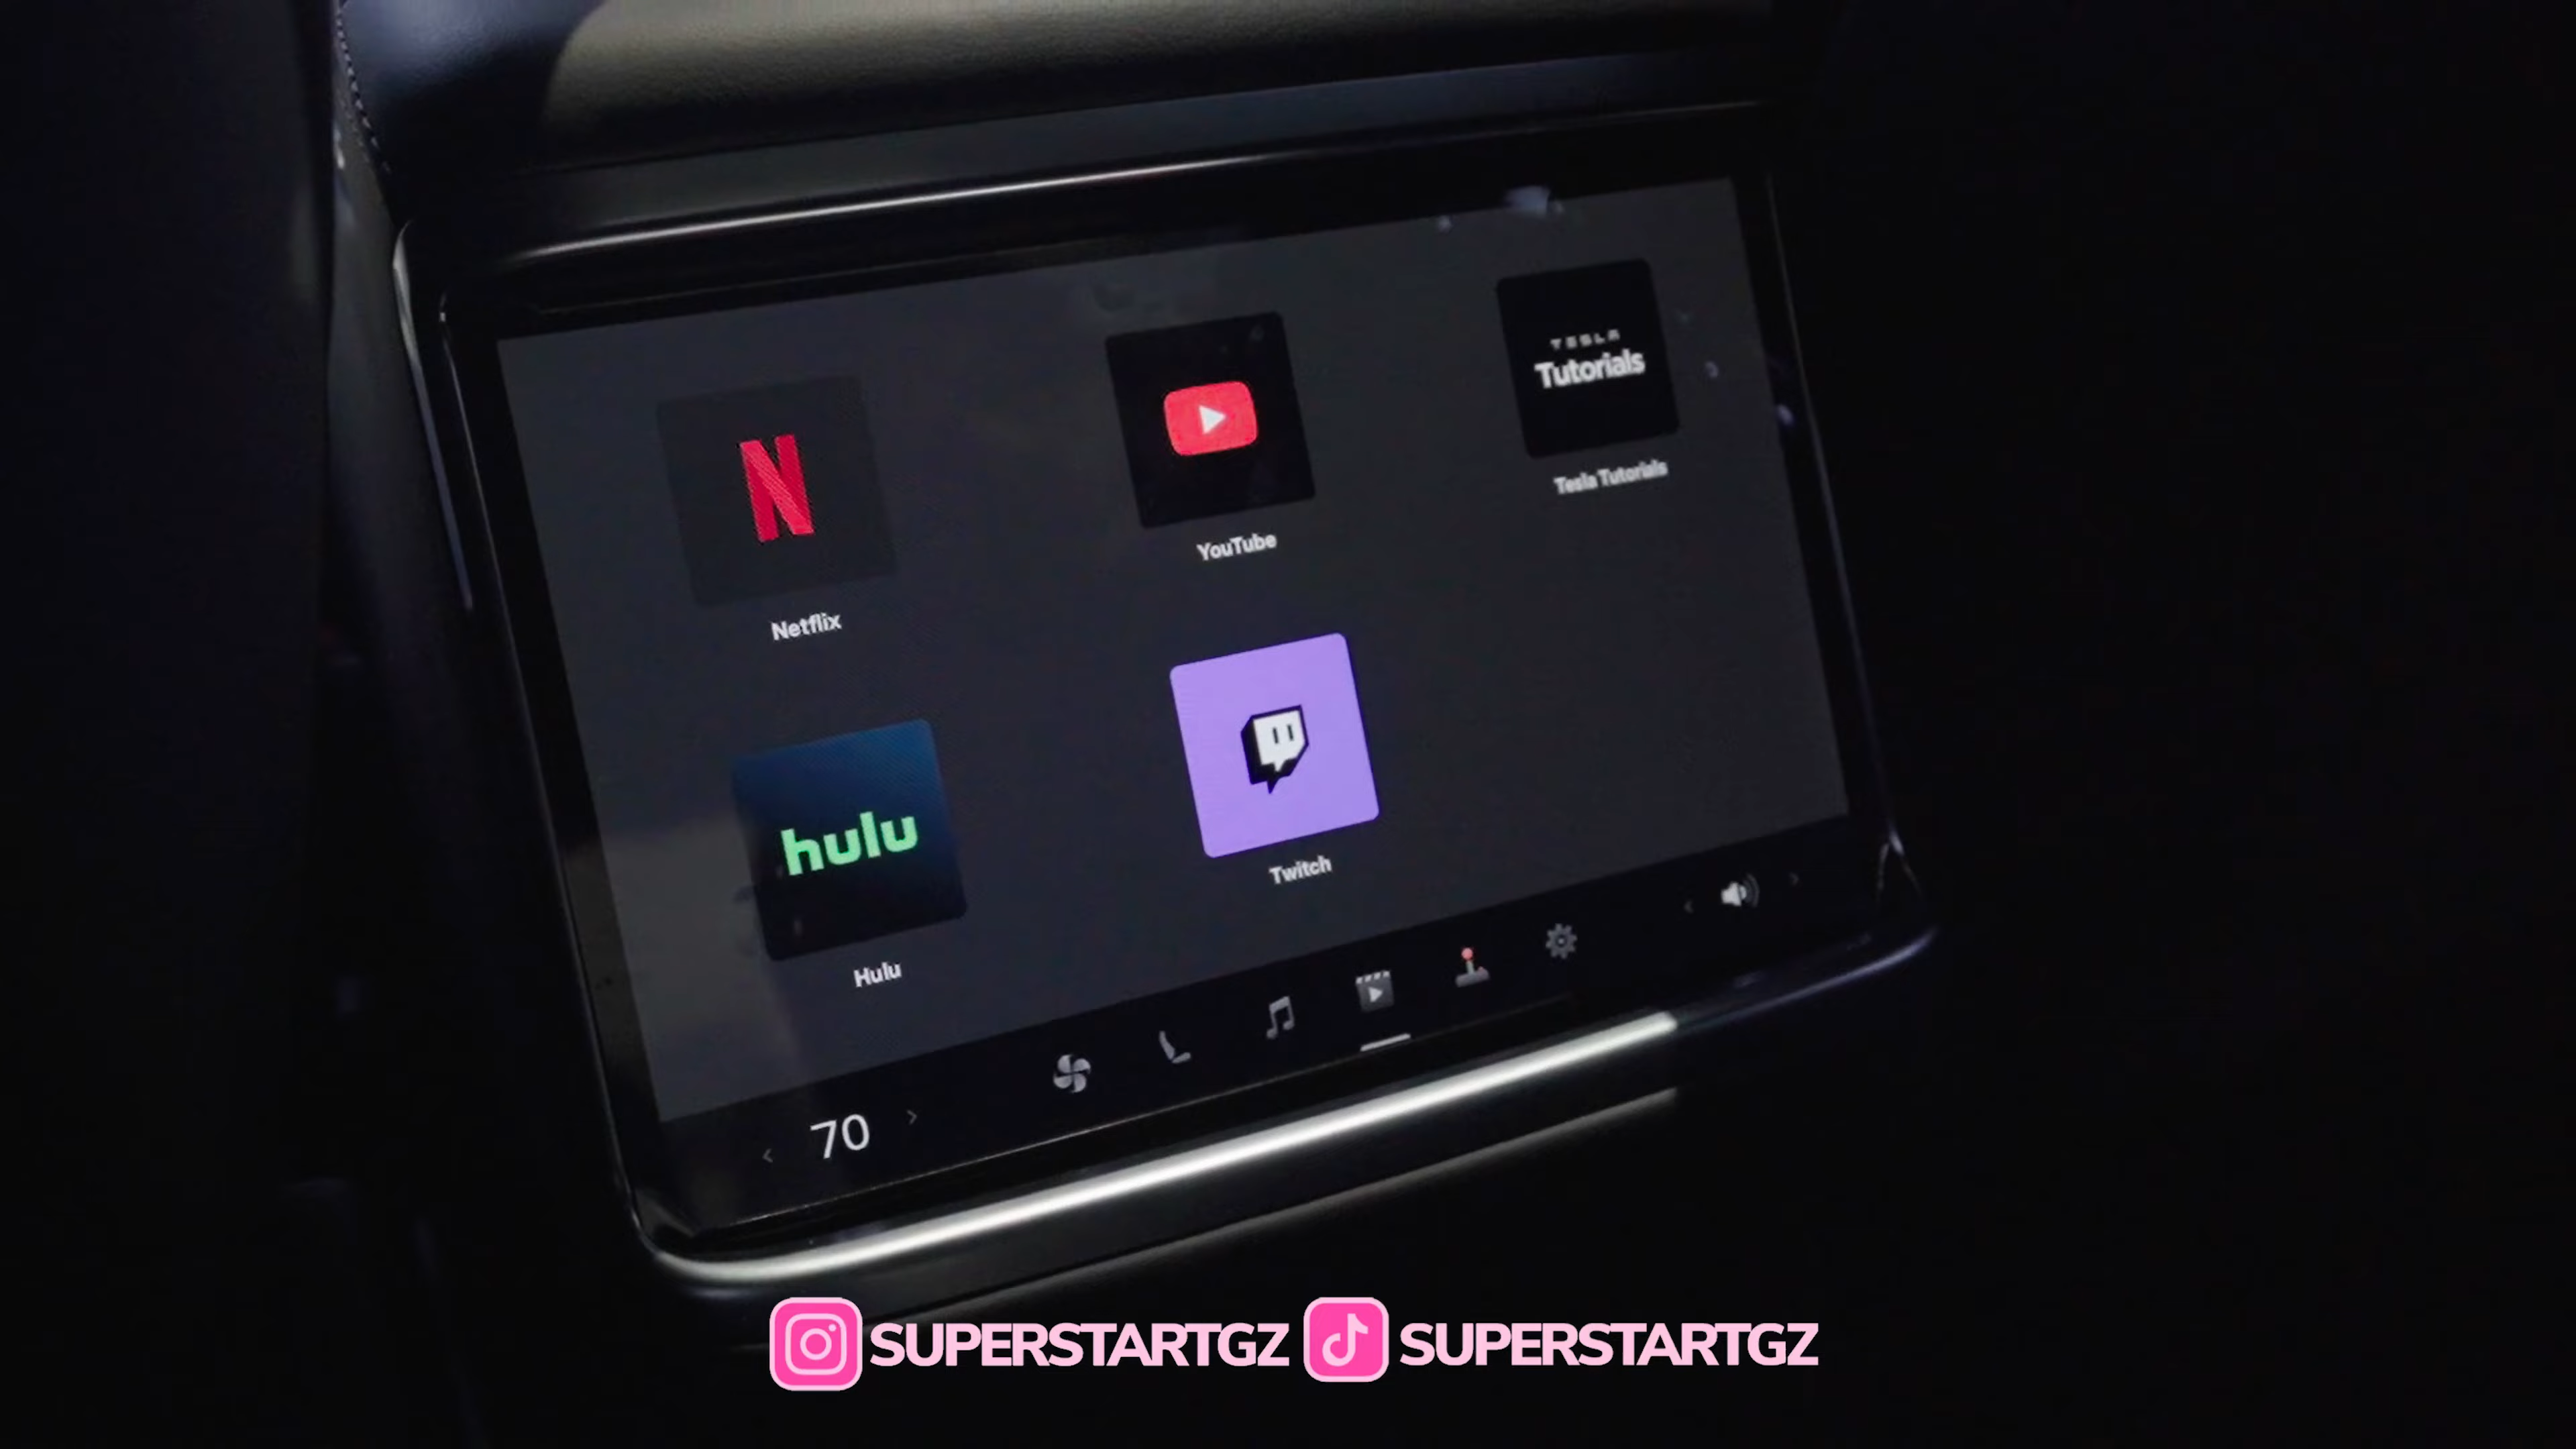 N
Netflix
YouTube
TESLA
Tutorials
Tesla Tutorials
hulu
Hulu
Twitch
70
SUPERSTARTGZ SUPERSTARTGZ